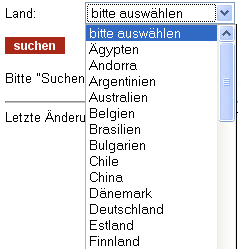 Land: bitte auswählen
bitte auswählen
suchen
Ägypten
Andorra
Bitte "Suchen
Argentinien
Australien
Letzte Änderu
Belgien
Brasilien
Bulgarien
Chile
China
Dänemark
Deutschland
Estland
Finnland